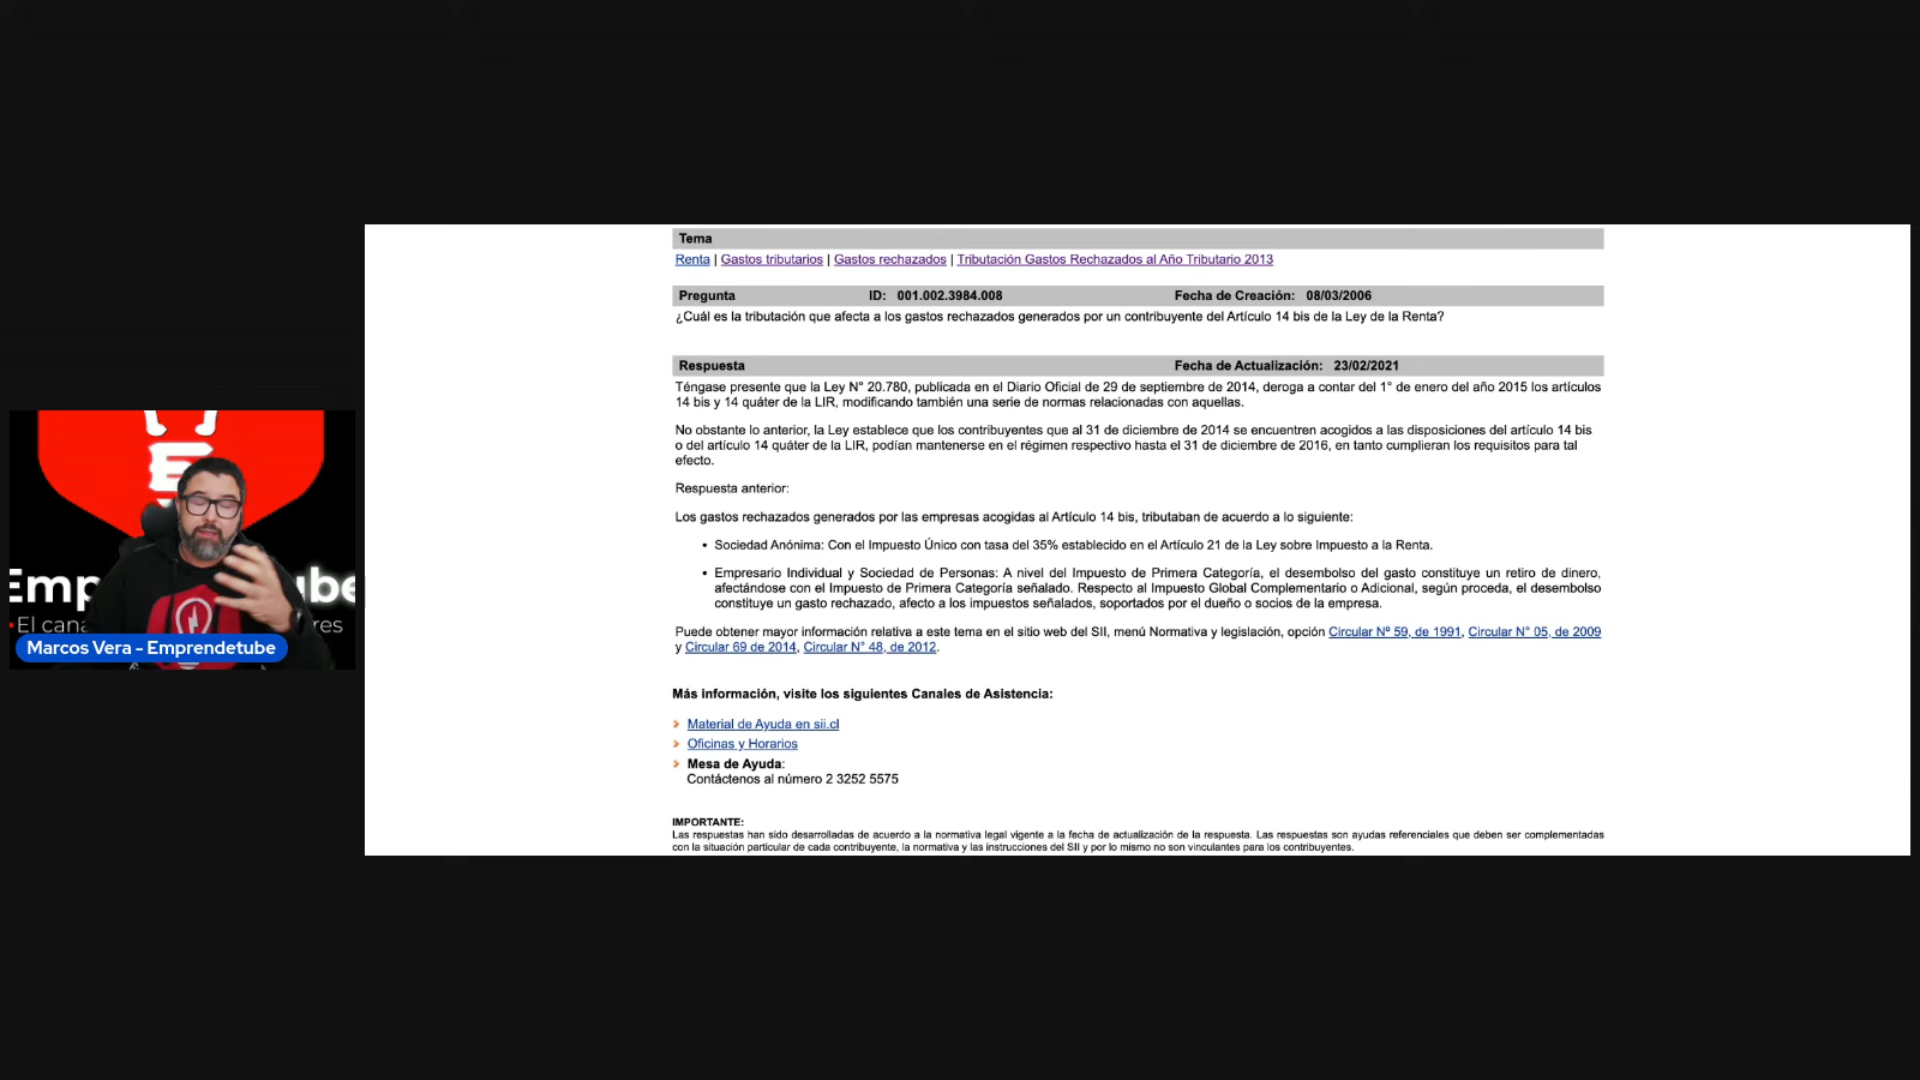 Tema
Renta | Gastos tributarios | Gastos rechazados | Tributación Gastos Rechazados al Año Tributario 2013
Pregunta ID: 001.002.3984.008 Fecha de Creación: 08/03/2006
¿Cuál es la tributación que afecta a los gastos rechazados generados por un contribuyente del Artículo 14 bis de la Ley de la Renta?
Respuesta Fecha de Actualización: 23/02/2021
Téngase presente que la Ley N° 20.780, publicada en el Diario Oficial de 29 de septiembre de 2014, deroga a contar del 1° de enero del año 2015 los artículos
14 bis y 14 quáter de la LIR, modificando también una serie de normas relacionadas con aquellas.
No obstante lo anterior, la Ley establece que los contribuyentes que al 31 de diciembre de 2014 se encuentren acogidos a las disposiciones del artículo 14 bis
o del artículo 14 quáter de la LIR, podían mantenerse en el régimen respectivo hasta el 31 de diciembre de 2016, en tanto cumplieran los requisitos para tal
efecto.
Respuesta anterior:
Los gastos rechazados generados por las empresas acogidas al Artículo 14 bis, tributaban de acuerdo a lo siguiente:
• Sociedad Anónima: Con el Impuesto Único con tasa del 35% establecido en el Artículo 21 de la Ley sobre Impuesto a la Renta.
• Empresario Individual y Sociedad de Personas: A nivel del Impuesto de Primera Categoría, el desembolso del gasto constituye un retiro de dinero,
afectándose con el Impuesto de Primera Categoría señalado. Respecto al Impuesto Global Complementario o Adicional, según proceda, el desembolso
constituye un gasto rechazado, afecto a los impuestos señalados, soportados por el dueño o socios de la empresa.
Puede obtener mayor información relativa a este tema en el sitio web del SII, menú Normativa y legislación, opción Circular Nº 59, de 1991, Circular N° 05, de 2009
y Circular 69 de 2014, Circular N° 48, de 2012.
Más información, visite los siguientes Canales de Asistencia:
Material de Ayuda en sii.cl
Oficinas y Horarios
Mesa de Ayuda:
Contáctenos al número 2 3252 5575
IMPORTANTE:
Las respuestas han sido desarrolladas de acuerdo a la normativa legal vigente a la fecha de actualización de la respuesta. Las respuestas son ayudas referenciales que deben ser complementadas
con la situación particular de cada contribuyente, la normativa y las instrucciones del SII y por lo mismo no son vinculantes para los contribuyentes.
Emp be
El cana res
Marcos Vera - Emprendetube